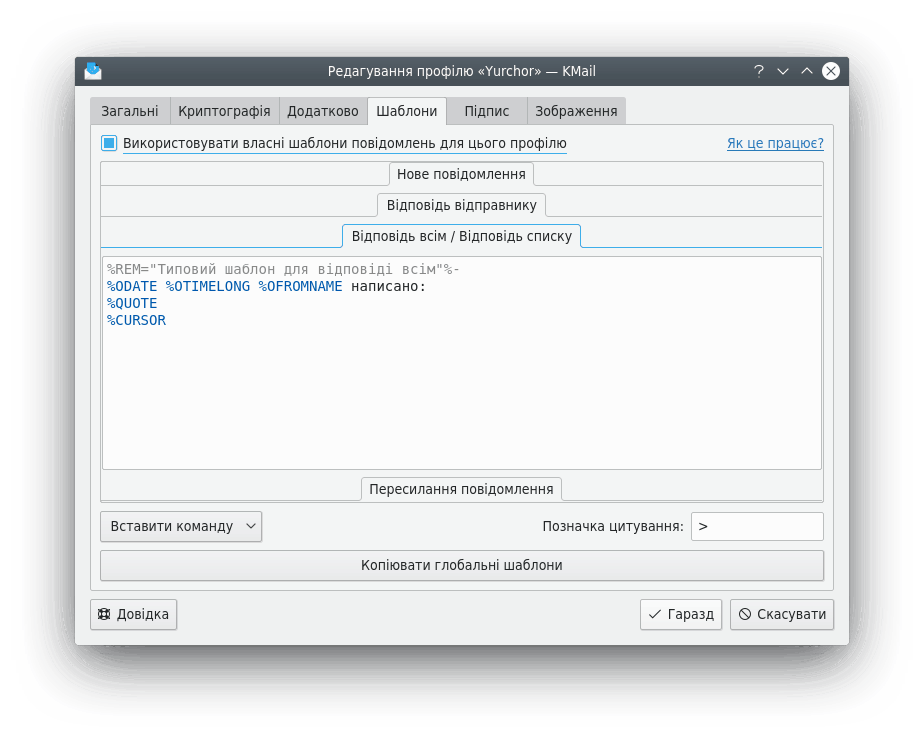 Редагування профілю «Yurchor» — KMail
Загальні Криптографія Додатково Шаблони Підпис Зображення
Використовувати власні шаблони повідомлень для цього профілю Як це працює?
Нове повідомлення
Відповідь відправнику
Відповідь всім / Відповідь списку
%REM="Типовий шаблон для відповіді всім"%-
%ODATE %OTIMELONG %OFROMNAME написано:
%QUOTE
%CURSOR
Пересилання повідомлення
Вставити команду Позначка цитування: >
Копіювати глобальні шаблони
Довідка Гаразд Скасувати